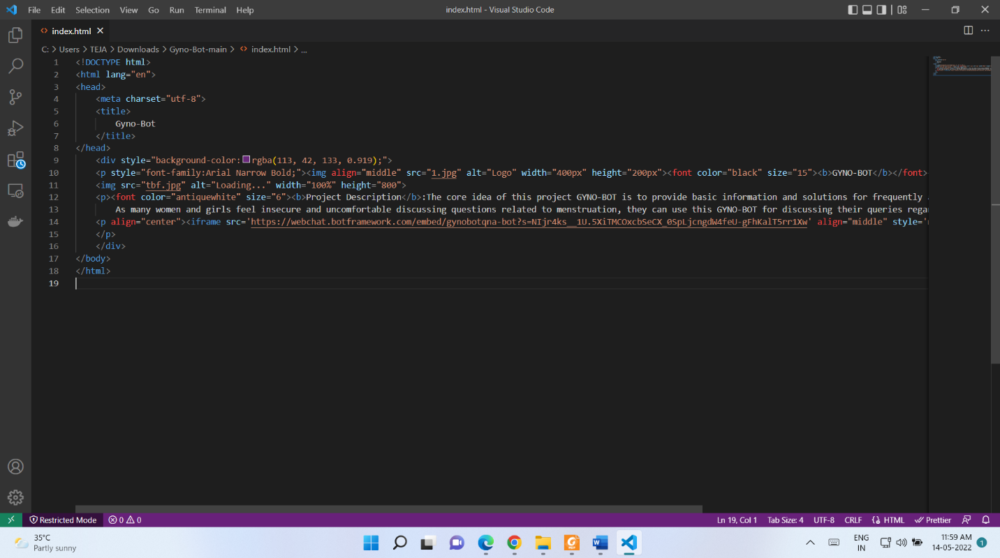 File Edit Selection View Go Run Terminal Help
index.html - Visual Studio Code
index.html
C: > Users > TEJA > Downloads > Gyno-Bot-main > index.html > ...
1 <!DOCTYPE html>
2 <html lang="en">
3 <head>
4 <meta charset="utf-8">
5 <title>
6 Gyno-Bot
7 </title>
8 </head>
9 <div style="background-color:rgba(113, 42, 133, 0.919);">
10 <p style="font-family:Arial Narrow Bold;"><img align="middle" src="1.jpg" alt="Logo" width="400px" height="200px"><font color="black" size="15"><b>GYNO-BOT</b></font>
11 <img src="tbf.jpg" alt="Loading..." width="100%" height="800">
12 <p><font color="antiquewhite" size="6"><b>Project Description</b>:The core idea of this project GYNO-BOT is to provide basic information and solutions for frequently
13 As many women and girls feel insecure and uncomfortable discussing questions related to menstruation, they can use this GYNO-BOT for discussing their queries rega
14 <p align="center"><iframe src='https://webchat.botframework.com/embed/gynobotqna-bot?s=NIjr4ks__1U.5XiTMCOxcbSeCX_0SpLjcngdW4feU-gFhKalT5rr1Xw' align="middle" style='
15 </p>
16 </div>
17 </body>
18 </html>
19
Restricted Mode 0 0 Ln 19, Col 1 Tab Size: 4 UTF-8 CRLF HTML Prettier
35°C
Partly sunny
ENG
IN
11:59 AM
14-05-2022
1